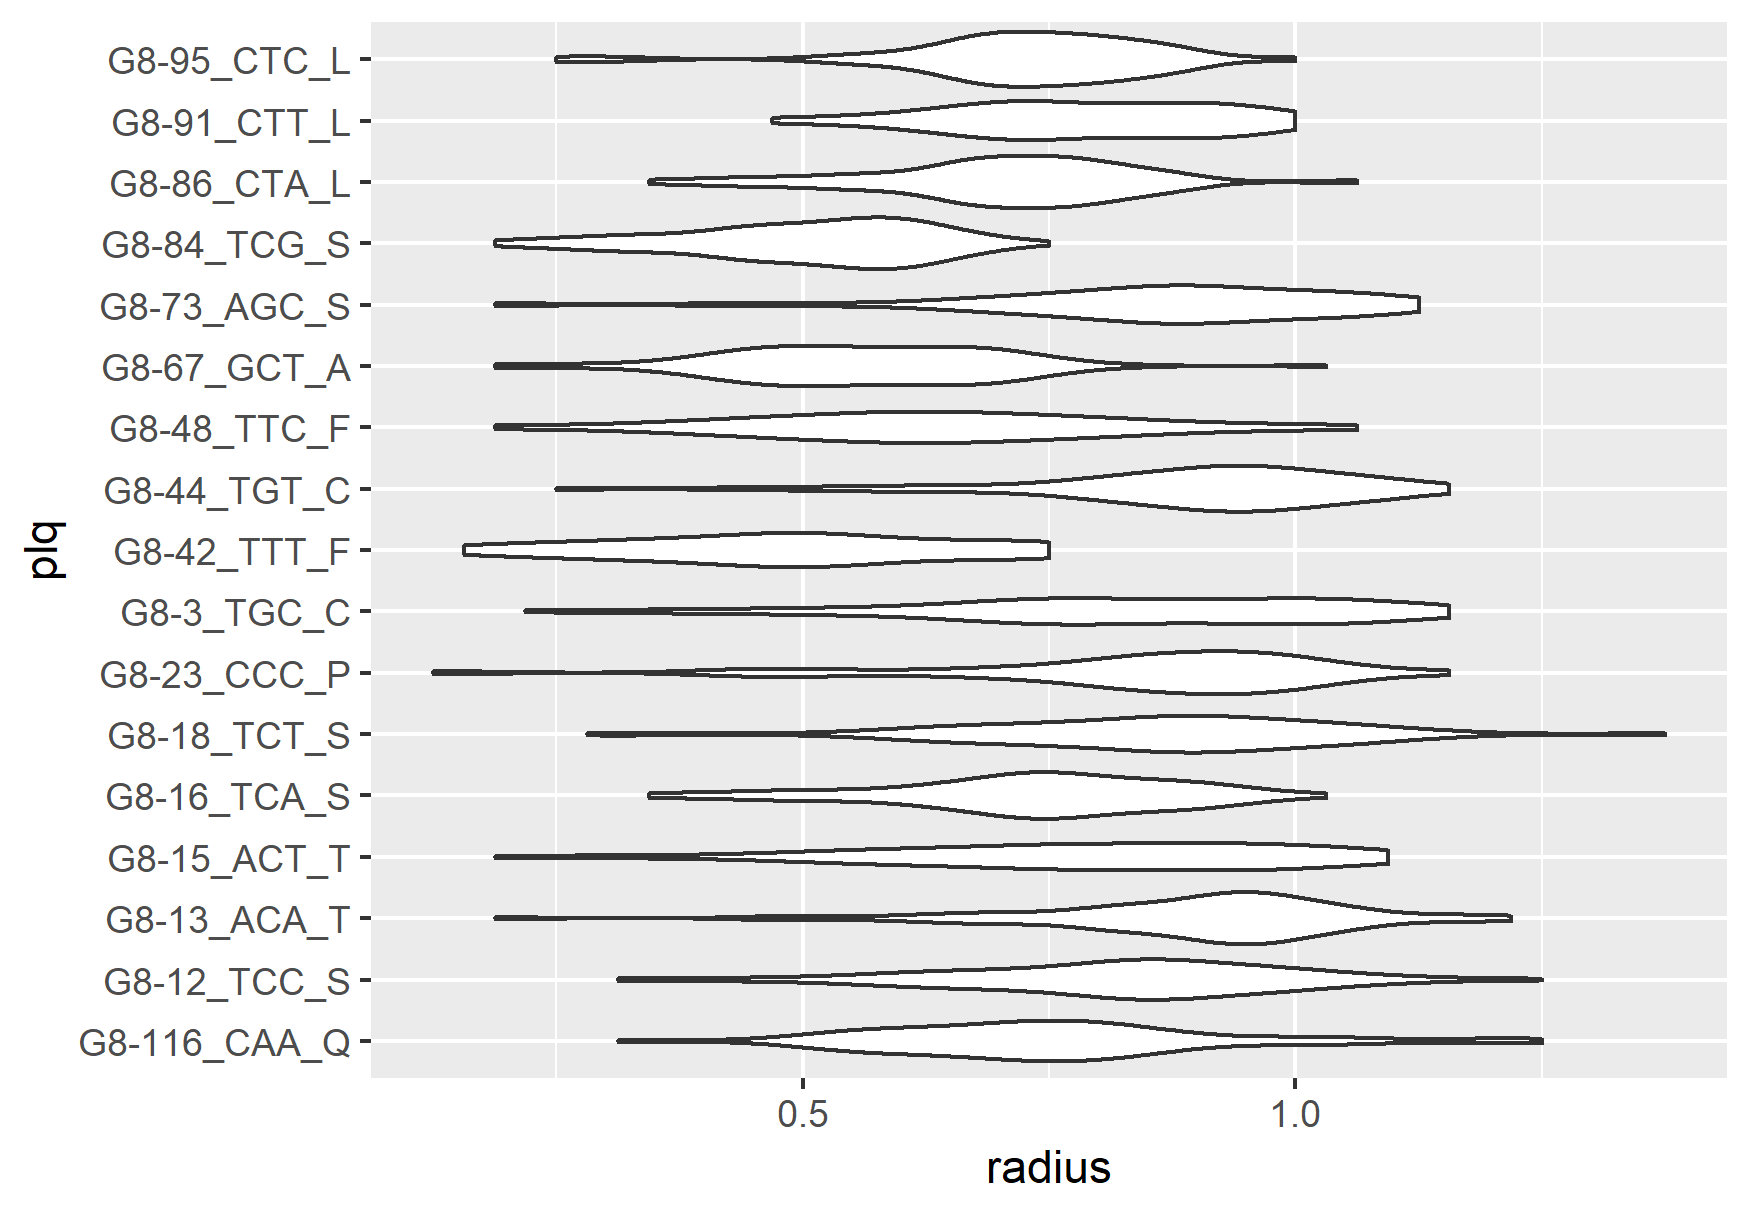 G8-95_CTC_L
G8-91_CTT_L
G8-86_CTA_L
G8-84_TCG_S
G8-73_AGC_S
G8-67_GCT_A
G8-48_TTC_F
G8-44_TGT_C
G8-42_TTT_F
G8-3_TGC_C
G8-23_CCC_P
G8-18_TCT_S
G8-16_TCA_S
G8-15_ACT_T
G8-13_ACA_T
G8-12_TCC_S
G8-116_CAA_Q
plq
0.5 1.0
radius